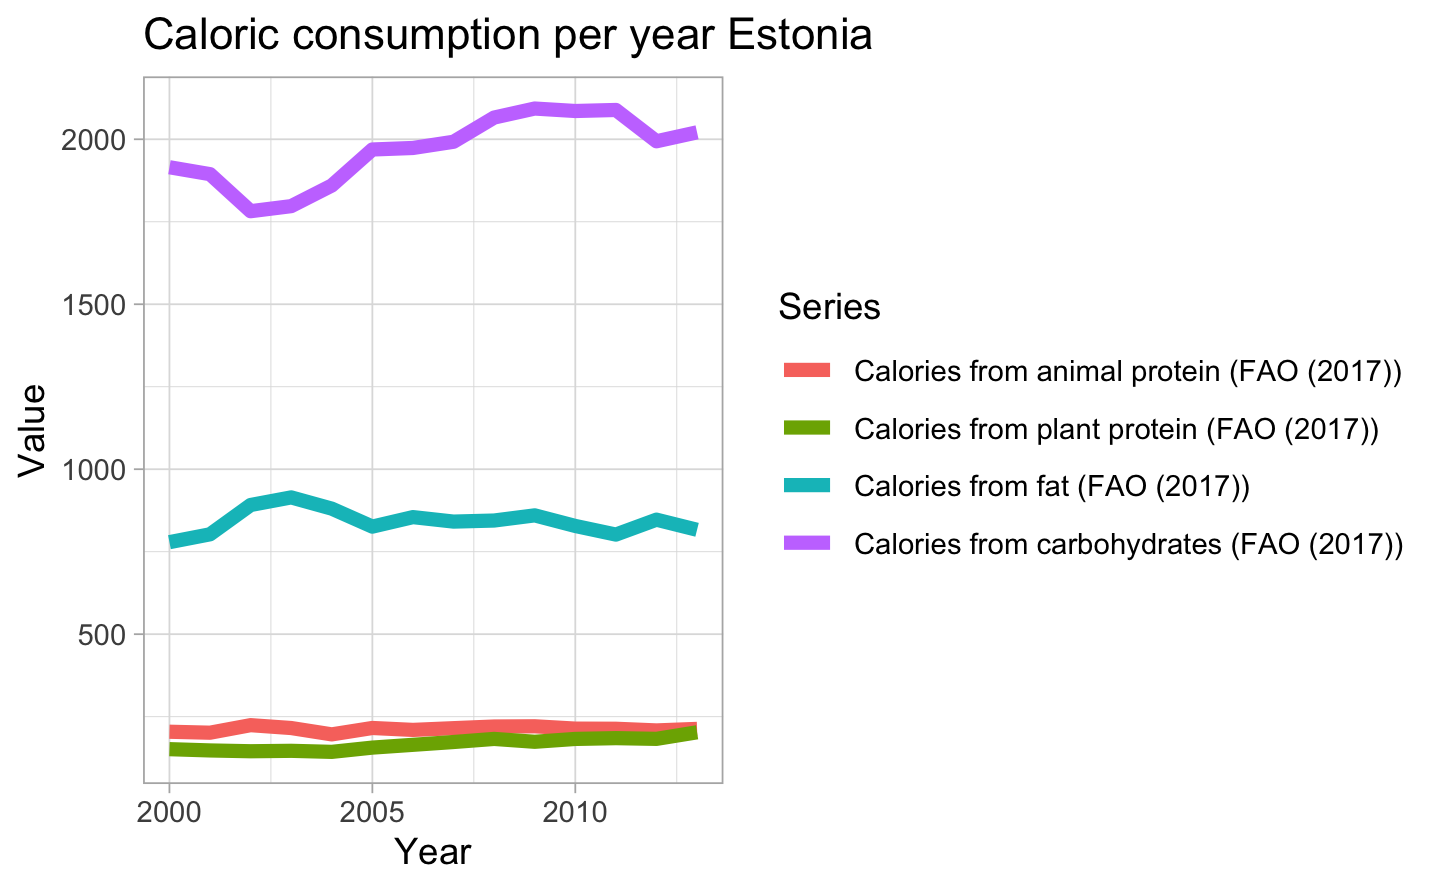 Caloric consumption per year Estonia
2000
1500
1000
500
Value
2000 2005 2010
Year
Series
Calories from animal protein (FAO (2017))
Calories from plant protein (FAO (2017))
Calories from fat (FAO (2017))
Calories from carbohydrates (FAO (2017))